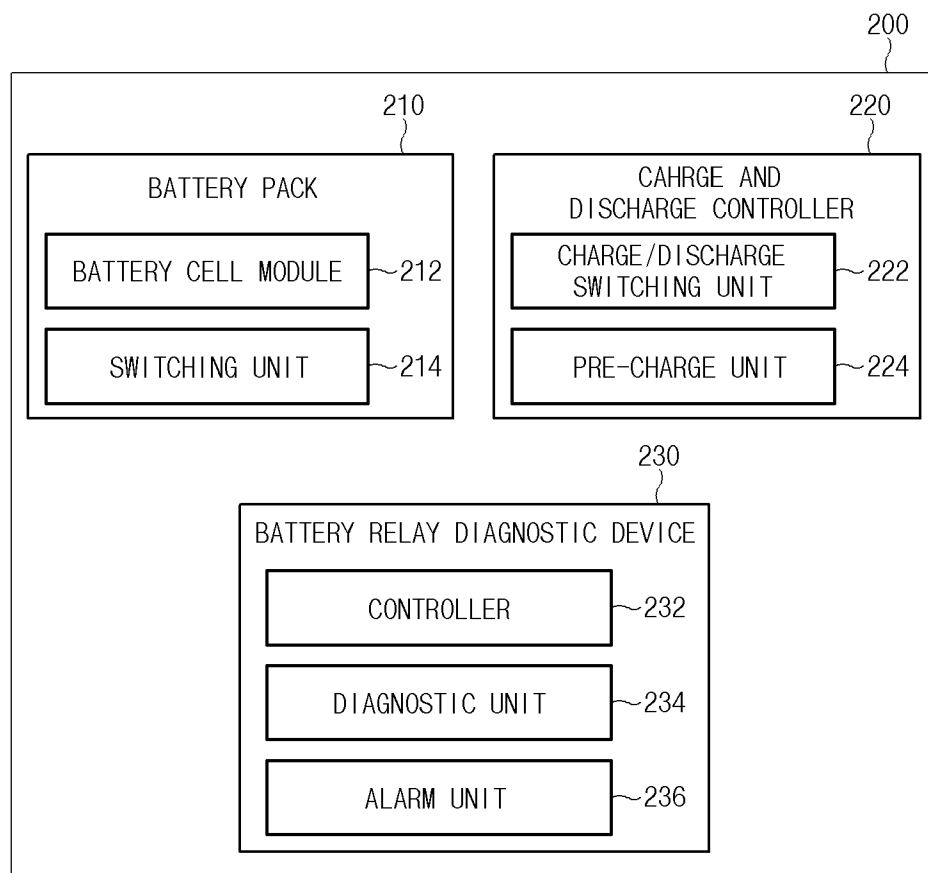 200
210
BATTERY PACK
BATTERY CELL MODULE
212
SWITCHING UNIT
214
220
CAHRGE AND
DISCHARGE CONTROLLER
CHARGE/DISCHARGE
SWITCHING UNIT
222
PRE-CHARGE UNIT
224
230
BATTERY RELAY DIAGNOSTIC DEVICE
CONTROLLER
232
DIAGNOSTIC UNIT
234
ALARM UNIT
236